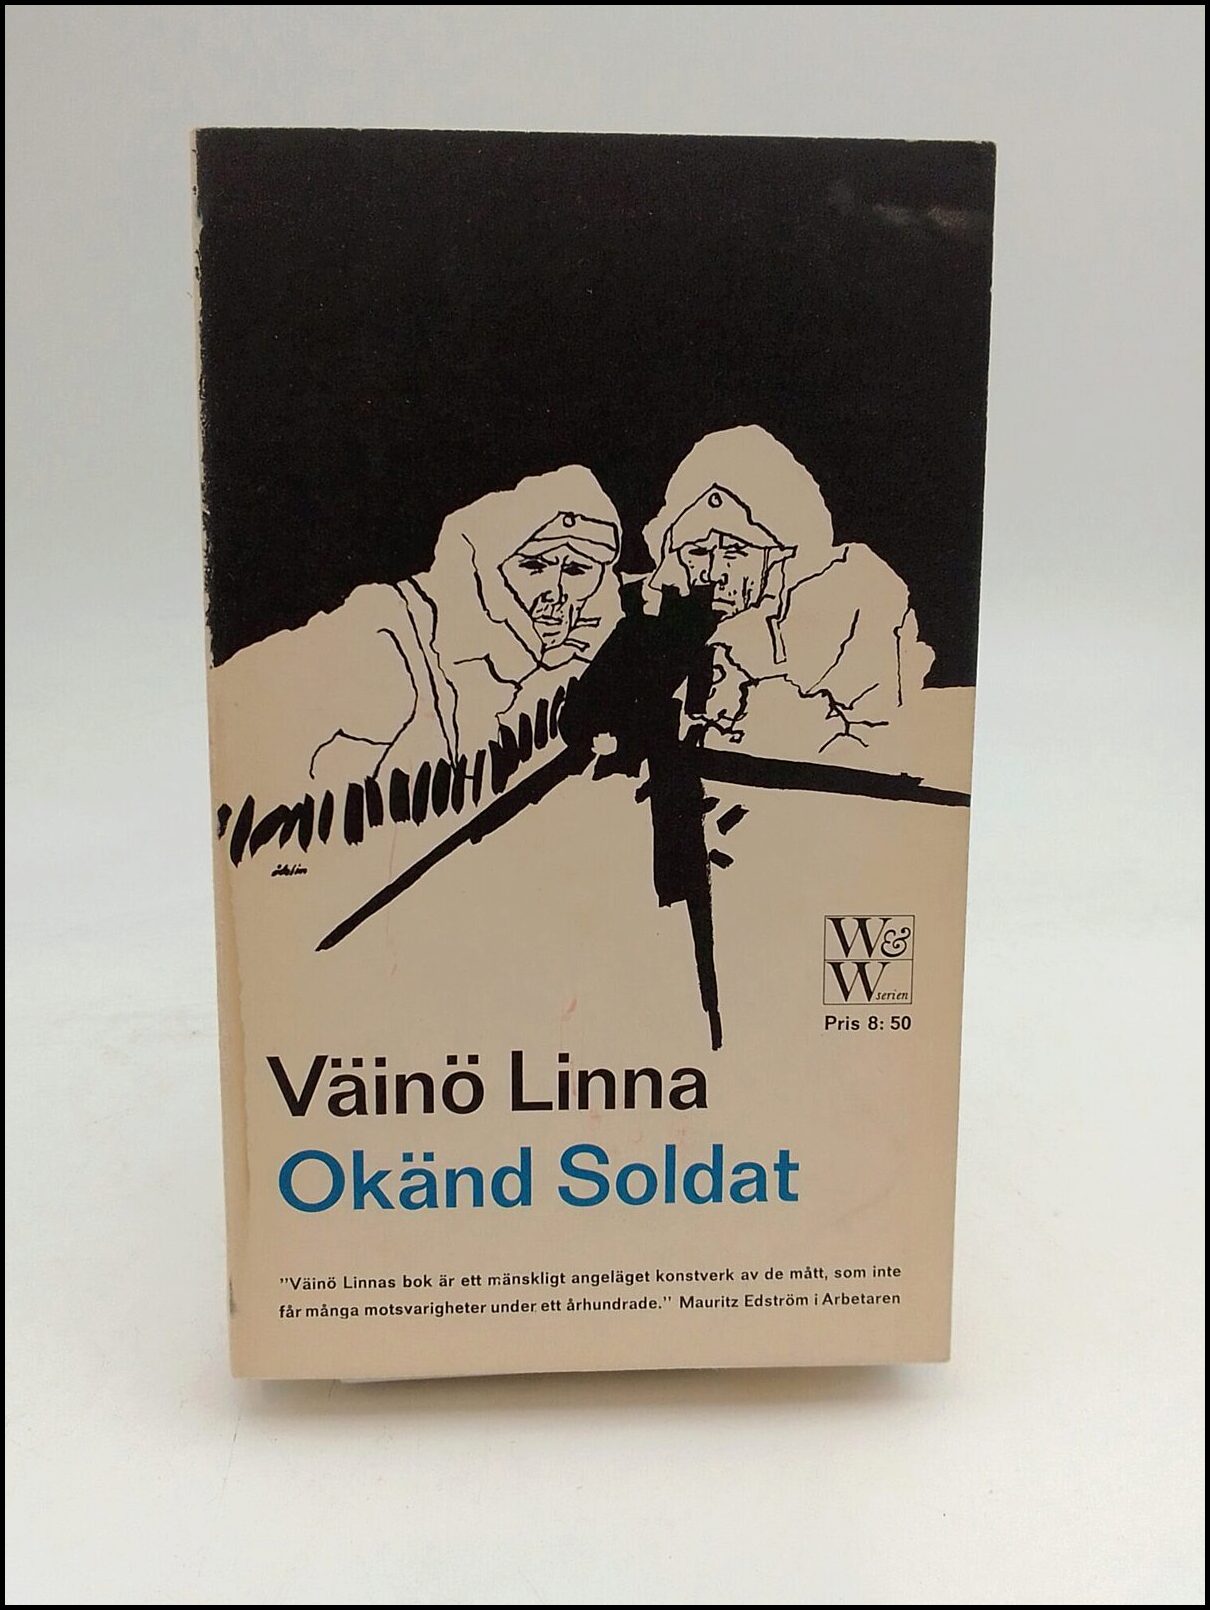 W&
W serien
Pris 8: 50
Väinö Linna
Okänd Soldat
”Väinö Linnas bok är ett mänskligt angeläget konstverk av de mått, som inte
får många motsvarigheter under ett århundrade.” Mauritz Edström i Arbetaren